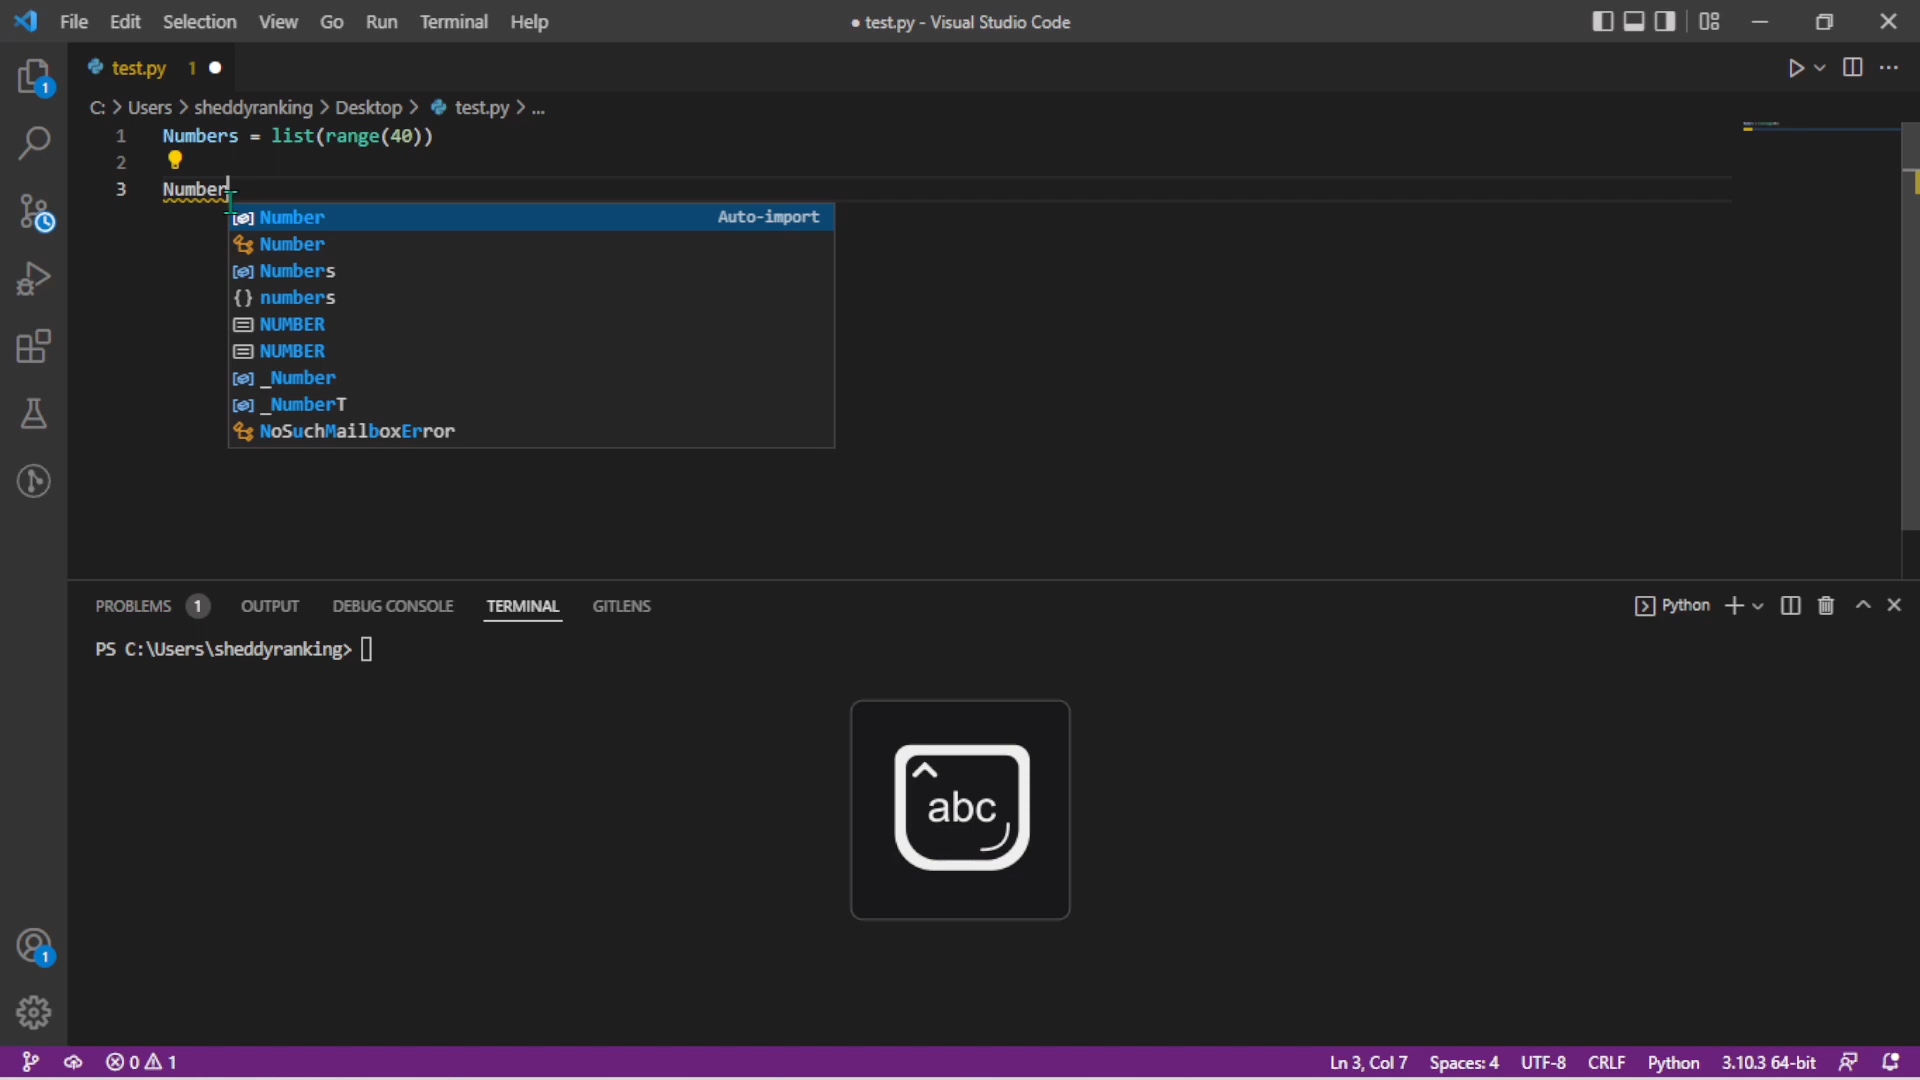 File Edit Selection View Go Run Terminal Help
● test.py - Visual Studio Code
test.py 1
C: > Users > sheddyranking > Desktop > test.py > ...
1 Numbers = list(range(40))
2
3 Number
Number Auto-import
Number
Numbers
{} numbers
NUMBER
NUMBER
_Number
_NumberT
NoSuchMailboxError
PROBLEMS 1 OUTPUT DEBUG CONSOLE TERMINAL GITLENS
Python
PS C:\Users\sheddyranking>
abc
1
1
0 1
Ln 3, Col 7 Spaces: 4 UTF-8 CRLF Python 3.10.3 64-bit